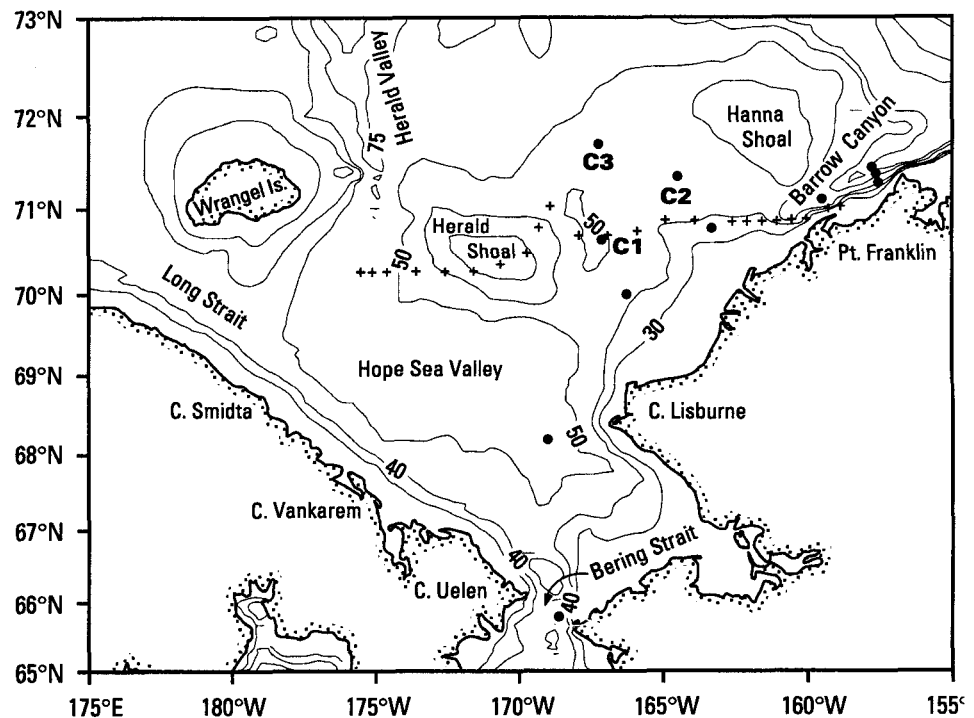 73°N
72°N
71°N
70°N
69°N
68°N
67°N
66°N
65°N
175°E
180°W
175°W
170°W
165°W
160°W
155°
Herald Valley
75
Hanna
Shoal
Barrow Canyon
Wrangel Is.
C3
C2
50
C1
Herald
Shoal
50
Pt. Franklin
Long Strait
30
Hope Sea Valley
C. Smidta
C. Lisburne
50
40
C. Vankarem
Bering Strait
40
C. Uelen
40